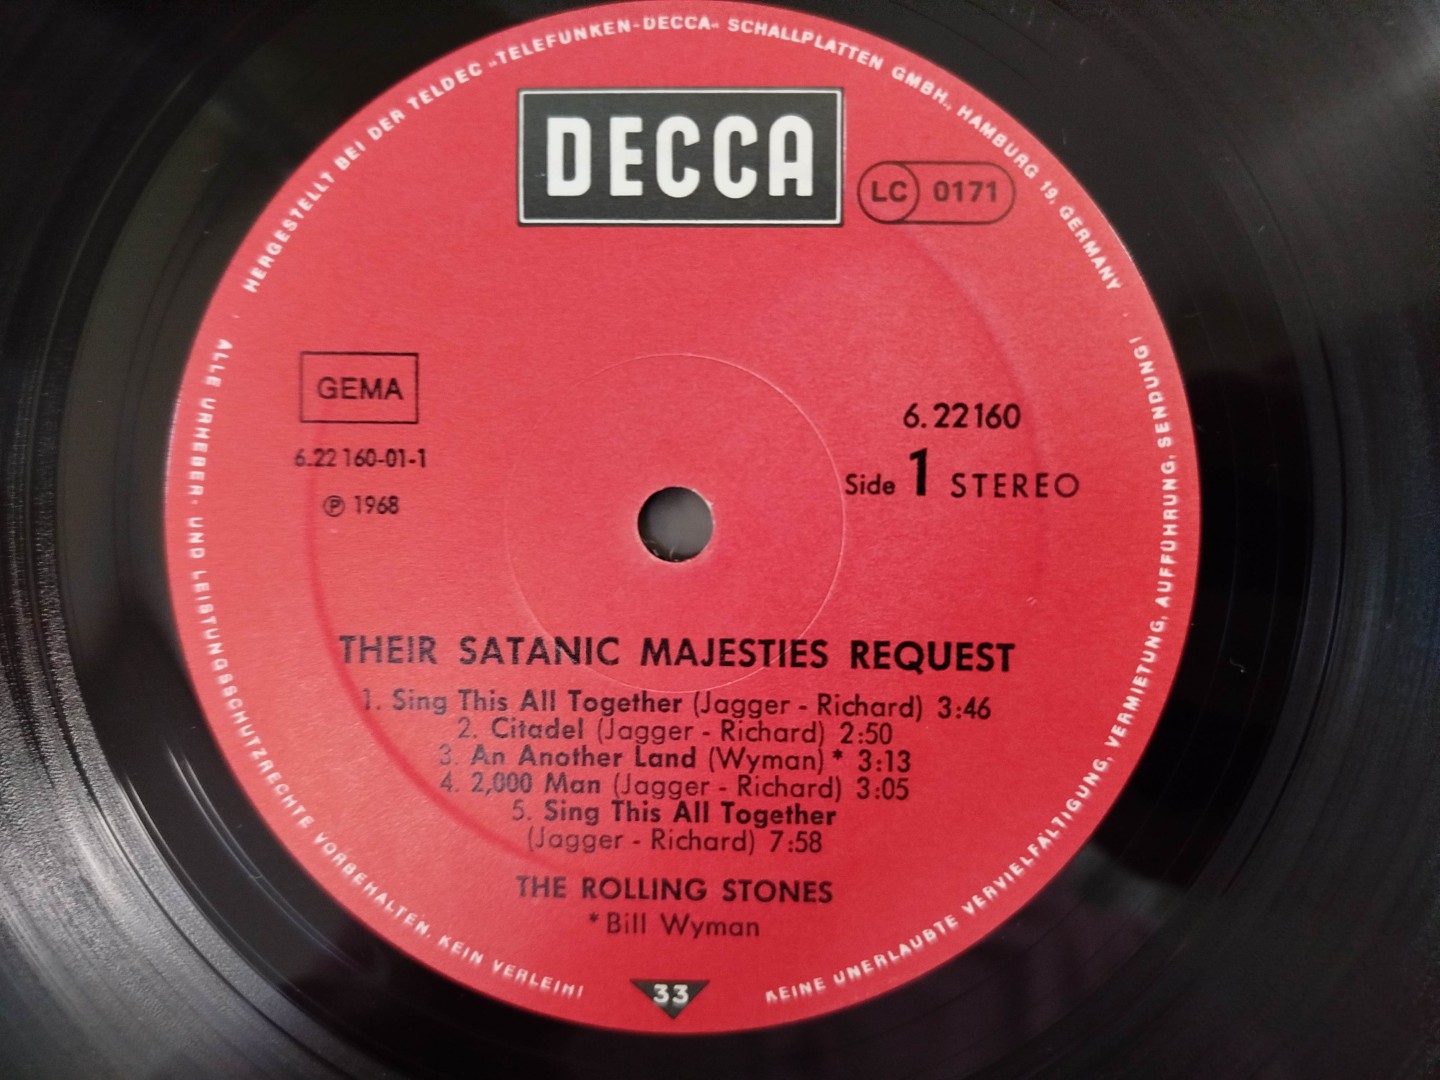 HERGESTELLT BEI DER TELDEC »TELEFUNKEN-DECCA« SCHALLPLATTEN GMBH., HAMBURG 19, GERMANY
DECCA
LC 0171
GEMA
6.22160-01-1
℗ 1968
6.22160
Side 1 STEREO
THEIR SATANIC MAJESTIES REQUEST
1. Sing This All Together (Jagger - Richard) 3:46
2. Citadel (Jagger - Richard) 2:50
3. An Another Land (Wyman) * 3:13
4. 2,000 Man (Jagger - Richard) 3:05
5. Sing This All Together
(Jagger - Richard) 7:58
THE ROLLING STONES
* Bill Wyman
33
ALLE URHEBER- UND LEISTUNGSSCHUTZRECHTE VORBEHALTEN, KEIN VERLEIH!
KEINE UNERLAUBTE VERVIELFÄLTIGUNG, VERMIETUNG, AUFFÜHRUNG, SENDUNG!